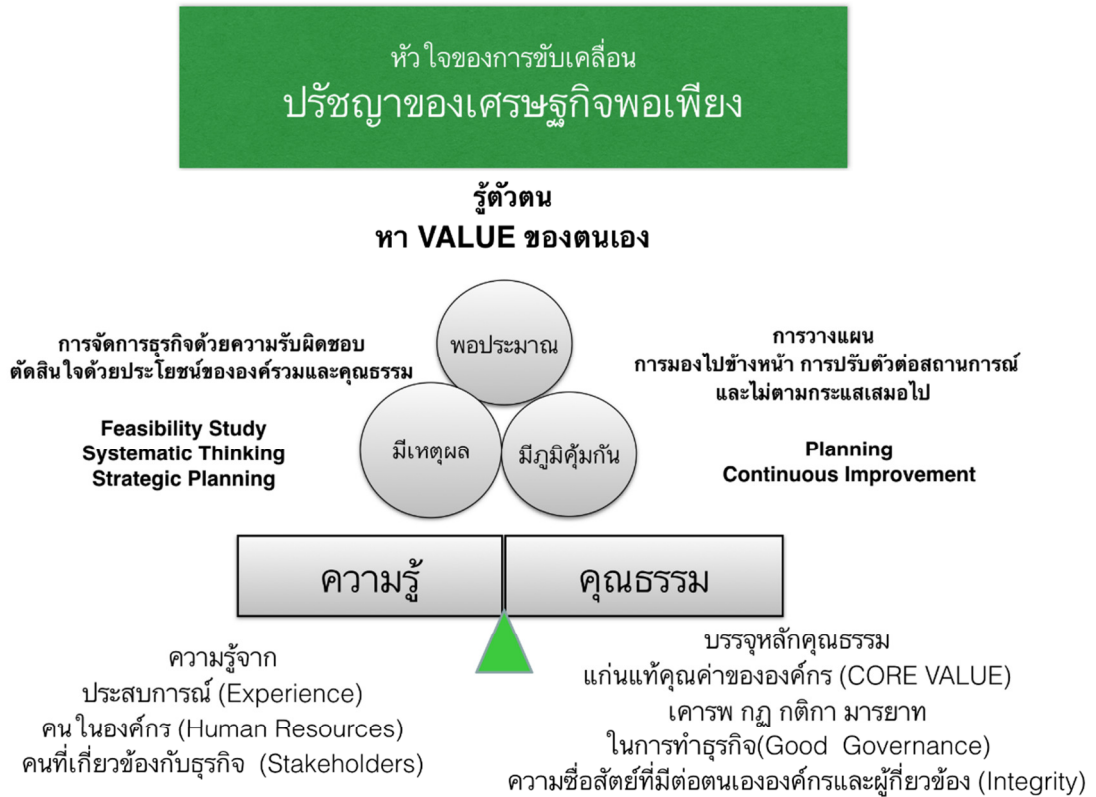 หัวใจของการขับเคลื่อน
ปรัชญาของเศรษฐกิจพอเพียง
รู้ตัวตน
หา VALUE ของตนเอง
พอประมาณ
การจัดการธุรกิจด้วยความรับผิดชอบ
ตัดสินใจด้วยประโยชน์ขององค์รวมและคุณธรรม
Feasibility Study
Systematic Thinking
Strategic Planning
มีเหตุผล
มีภูมิคุ้มกัน
การวางแผน
การมองไปข้างหน้า การปรับตัวต่อสถานการณ์
และไม่ตามกระแสเสมอไป
Planning
Continuous Improvement
ความรู้
คุณธรรม
ความรู้จาก
ประสบการณ์ (Experience)
คนในองค์กร (Human Resources)
คนที่เกี่ยวข้องกับธุรกิจ (Stakeholders)
บรรจุหลักคุณธรรม
แก่นแท้คุณค่าขององค์กร (CORE VALUE)
เคารพ กฏ กติกา มารยาท
ในการทำธุรกิจ(Good Governance)
ความซื่อสัตย์ที่มีต่อตนเององค์กรและผู้กี่ยวข้อง (Integrity)